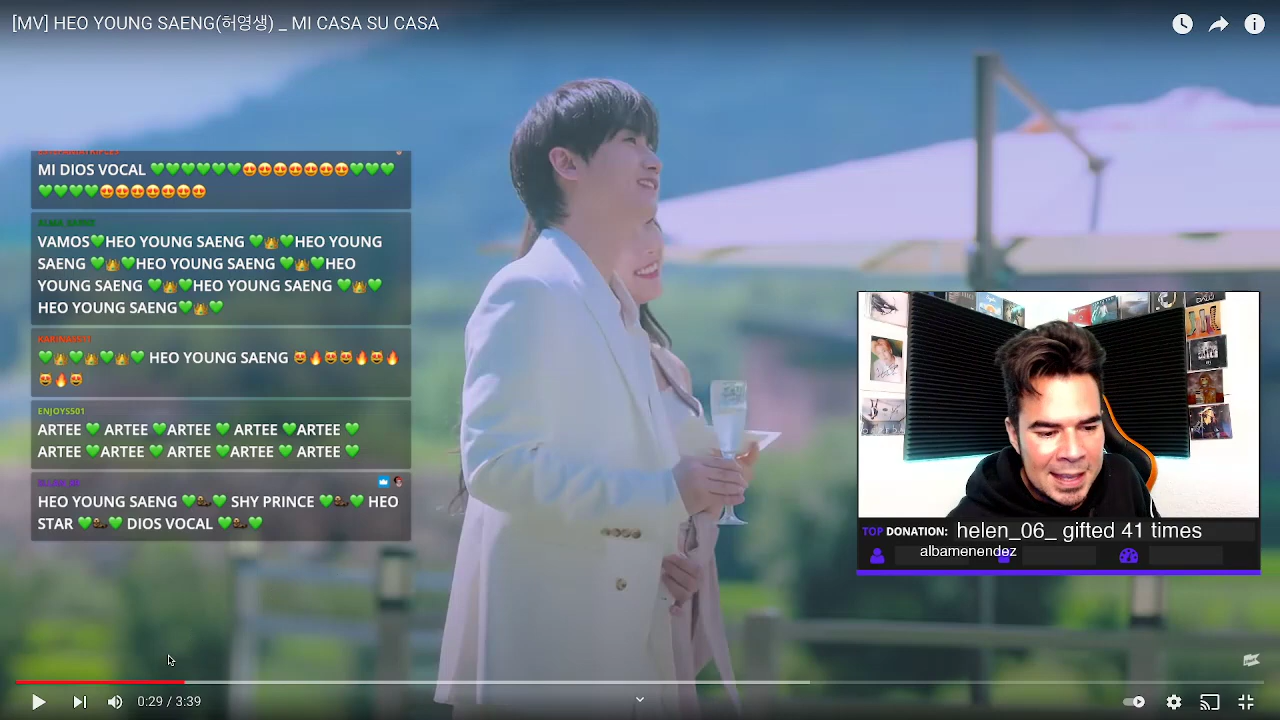 [MV] HEO YOUNG SAENG(허영생) _ MI CASA SU CASA
MI DIOS VOCAL 💚💚💚💚💚💚😍😍😍😍😍😍😍💚💚💚
💚💚💚💚😍😍😍😍😍😍😍
VAMOS💚HEO YOUNG SAENG 💚👑💚HEO YOUNG
SAENG 💚👑💚HEO YOUNG SAENG 💚👑💚HEO
YOUNG SAENG 💚👑💚HEO YOUNG SAENG 💚👑💚
HEO YOUNG SAENG💚👑💚
💚👑💚👑💚👑💚 HEO YOUNG SAENG 😻🔥😻😻🔥😻🔥
😻🔥😻
ENJOYSS01
ARTEE 💚 ARTEE 💚ARTEE 💚 ARTEE 💚ARTEE 💚
ARTEE 💚ARTEE 💚 ARTEE 💚ARTEE 💚 ARTEE 💚
HEO YOUNG SAENG 💚💚 SHY PRINCE 💚💚 HEO
STAR 💚💚 DIOS VOCAL 💚💚
TOP DONATION: helen_06_ gifted 41 times
albamenendez
0:29 / 3:39